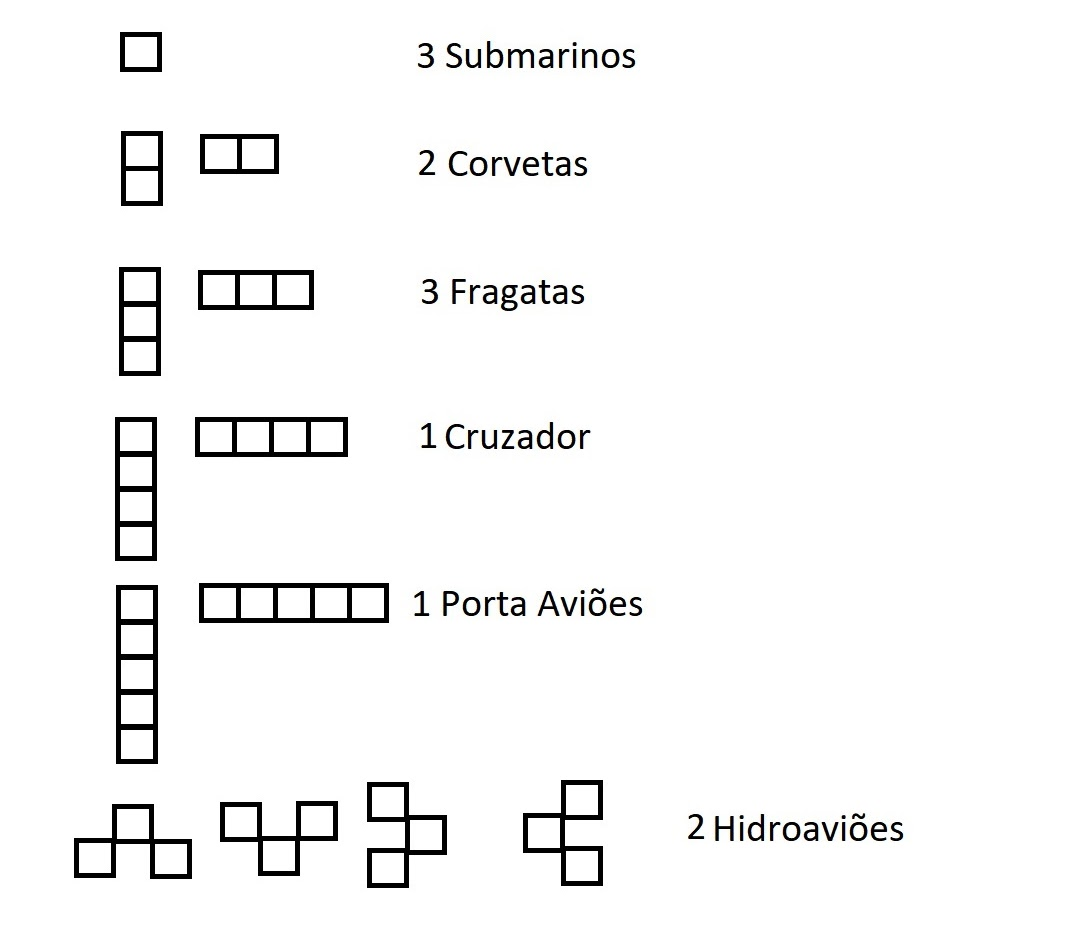 3 Submarinos
2 Corvetas
3 Fragatas
1 Cruzador
1 Porta Aviões
2 Hidroaviões